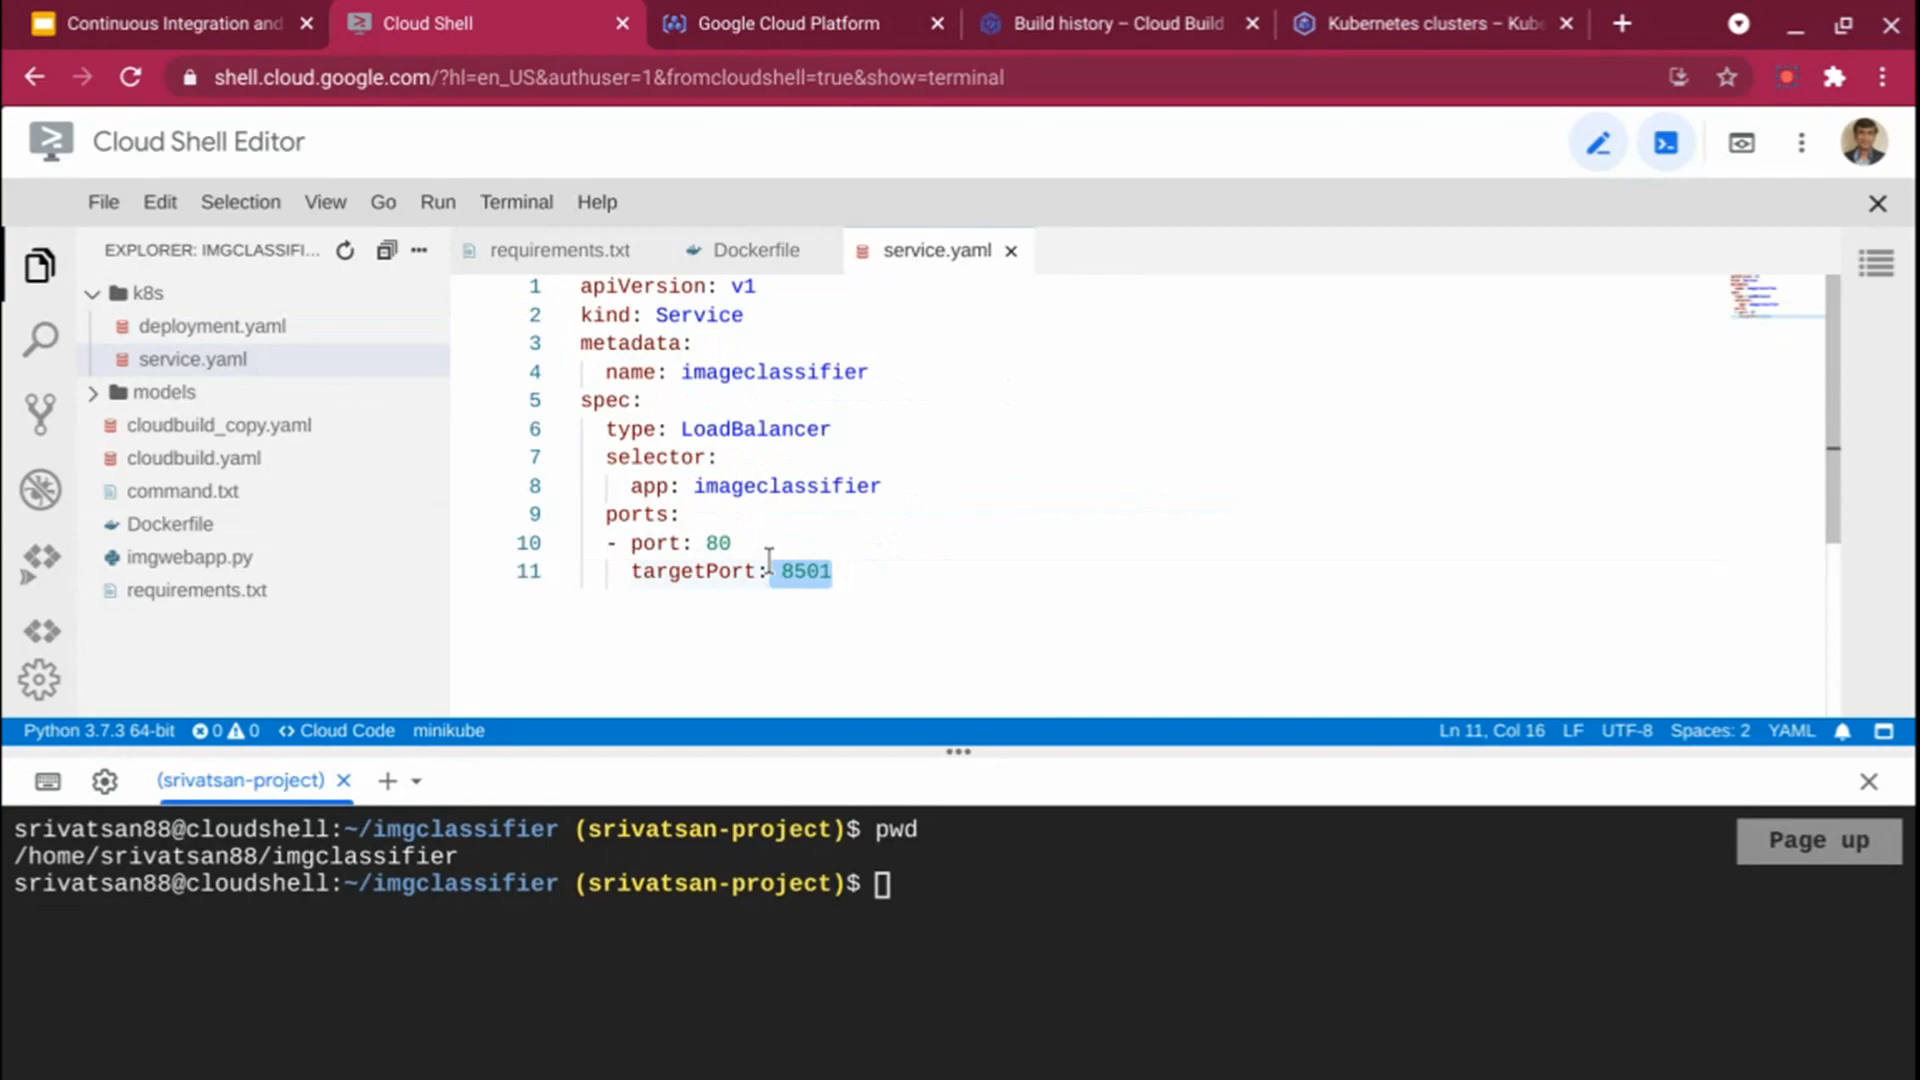 Continuous Integration and
Cloud Shell
Google Cloud Platform
Build history – Cloud Build
Kubernetes clusters – Kube
shell.cloud.google.com/?hl=en_US&authuser=1&fromcloudshell=true&show=terminal
Cloud Shell Editor
File Edit Selection View Go Run Terminal Help
EXPLORER: IMGCLASSIFI...
requirements.txt
Dockerfile
service.yaml
k8s
deployment.yaml
service.yaml
models
cloudbuild_copy.yaml
cloudbuild.yaml
command.txt
Dockerfile
imgwebapp.py
requirements.txt
1 apiVersion: v1
2 kind: Service
3 metadata:
4 name: imageclassifier
5 spec:
6 type: LoadBalancer
7 selector:
8 app: imageclassifier
9 ports:
10 - port: 80
11 targetPort: 8501
Python 3.7.3 64-bit 0 0 <> Cloud Code minikube
Ln 11, Col 16 LF UTF-8 Spaces: 2 YAML
(srivatsan-project)
srivatsan88@cloudshell:~/imgclassifier (srivatsan-project)$ pwd
/home/srivatsan88/imgclassifier
srivatsan88@cloudshell:~/imgclassifier (srivatsan-project)$
Page up